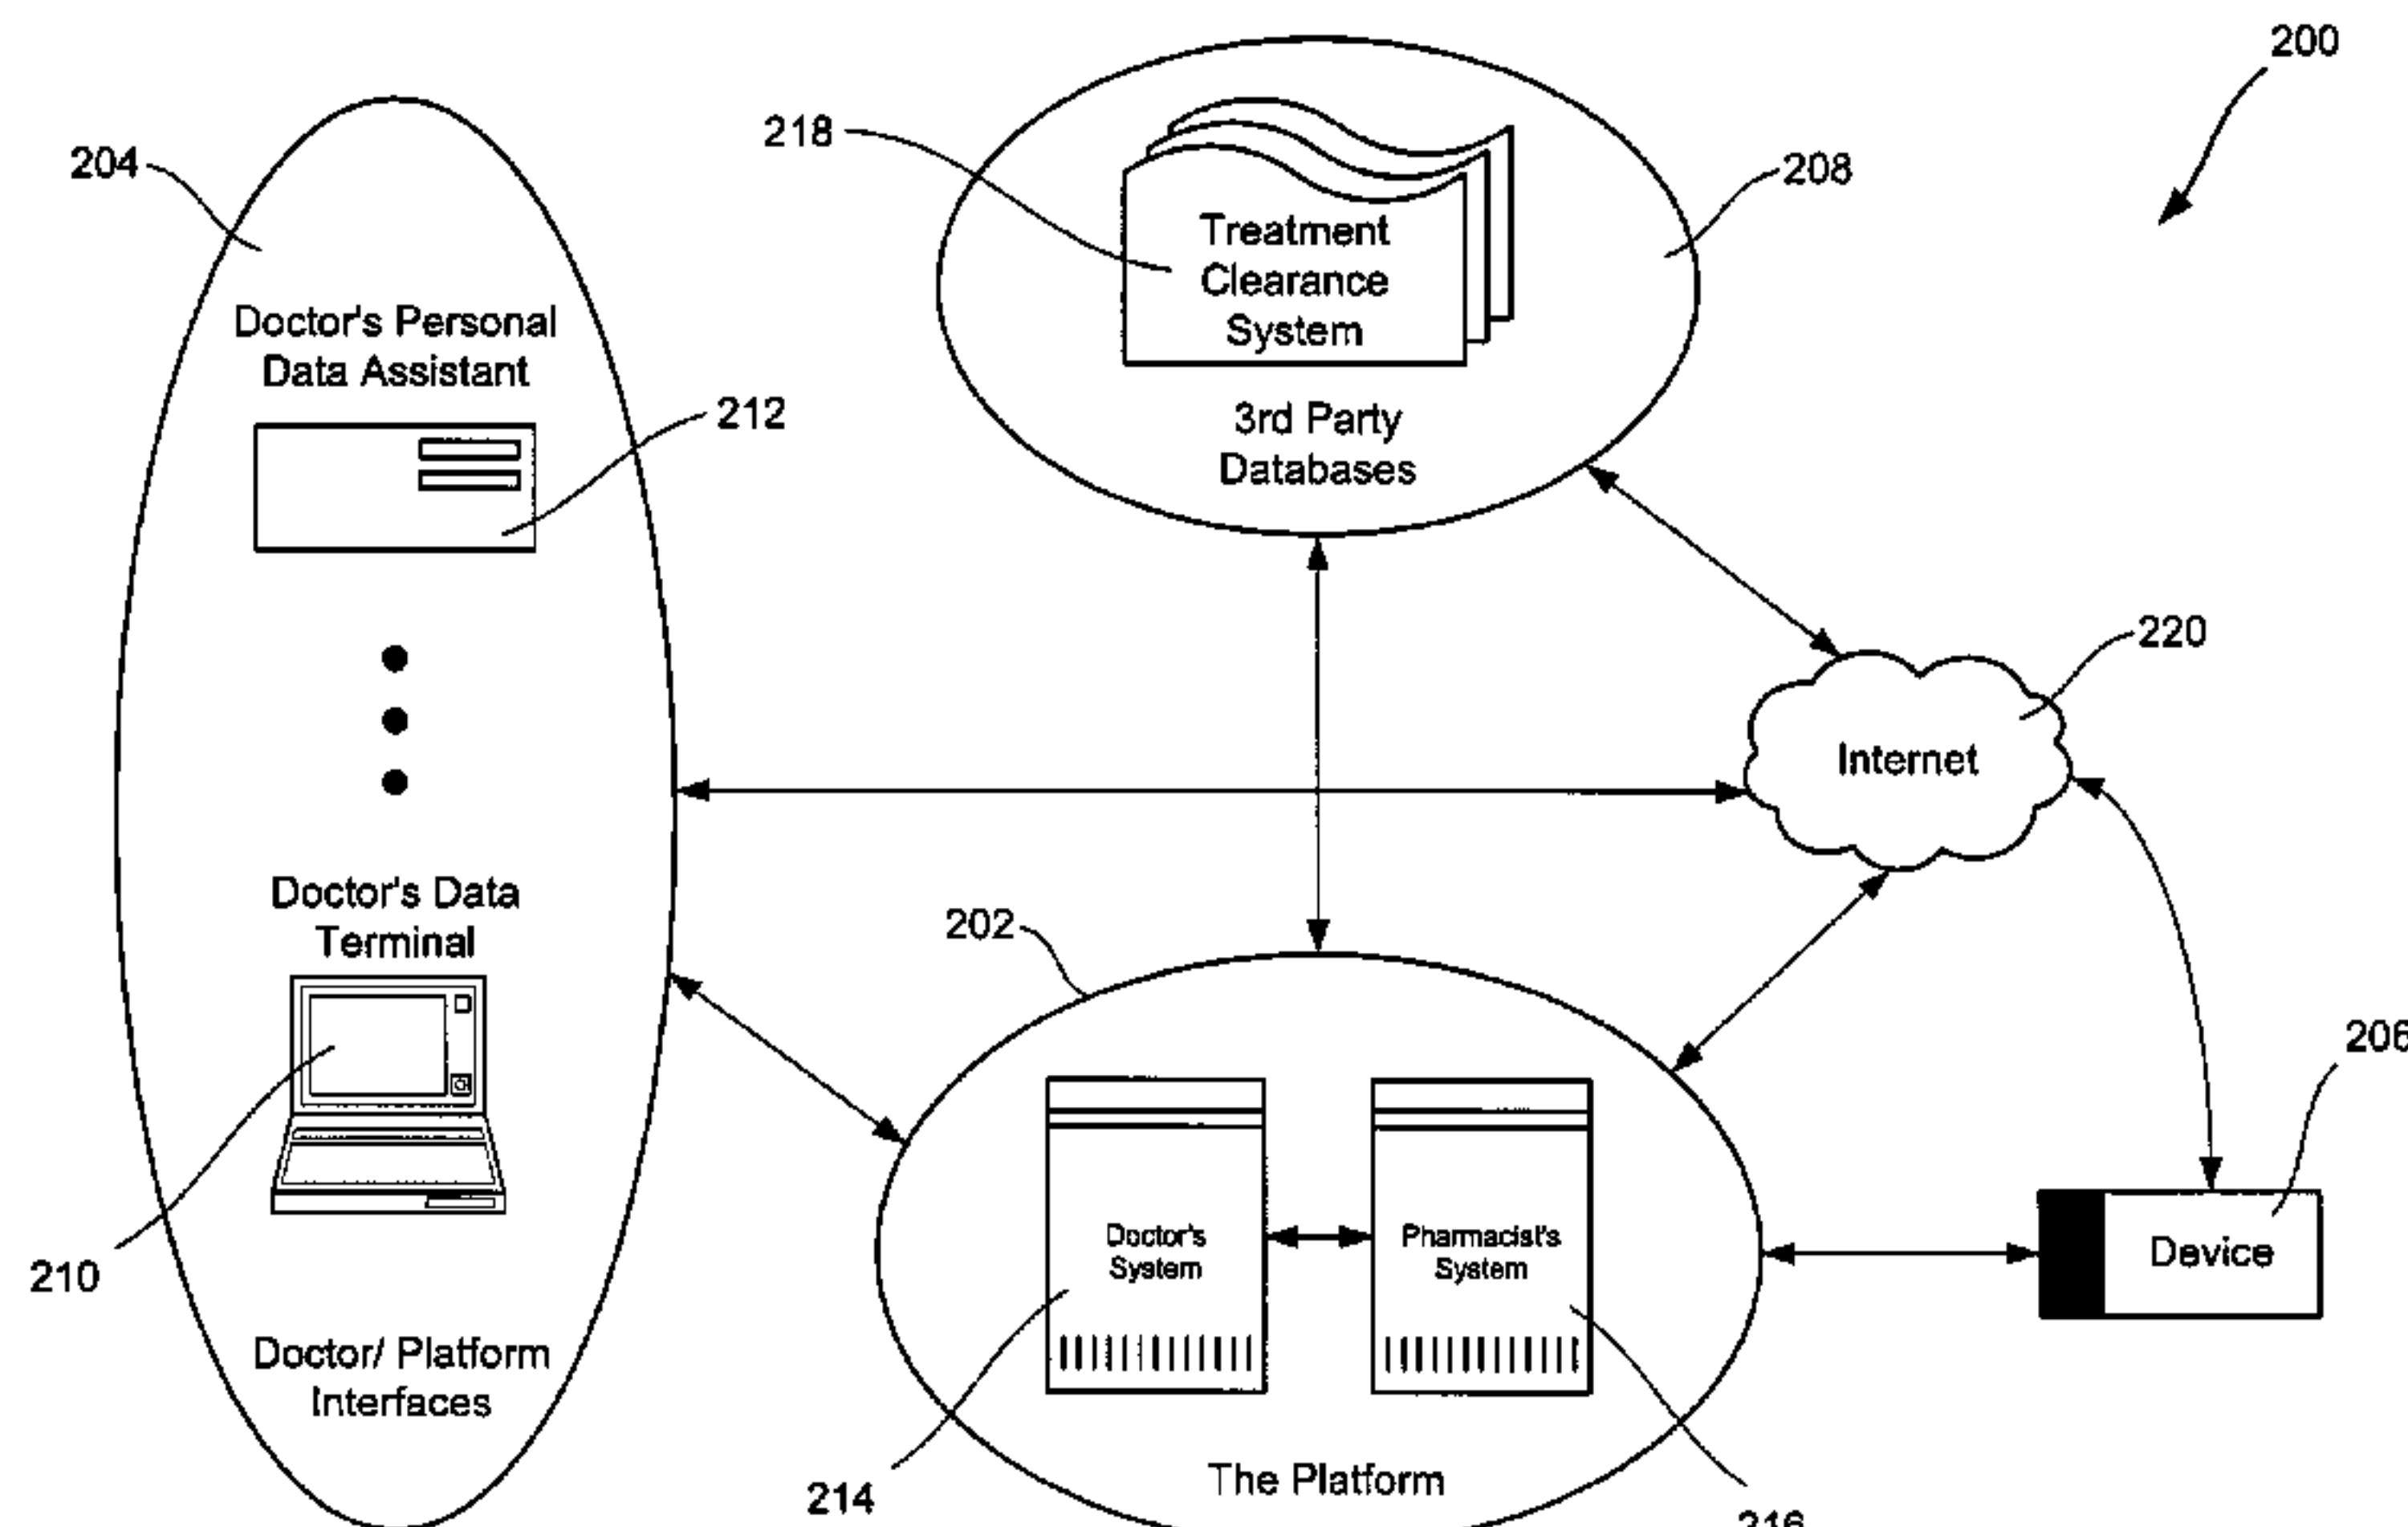 200
204
218
208
Treatment
Clearance
System
Doctor's Personal
Data Assistant
212
3rd Party
Databases
220
Internet
Doctor's Data
Terminal
202
206
Doctor's
System
Pharmacist's
System
Device
210
Doctor/ Platform
Interfaces
The Platform
214
216